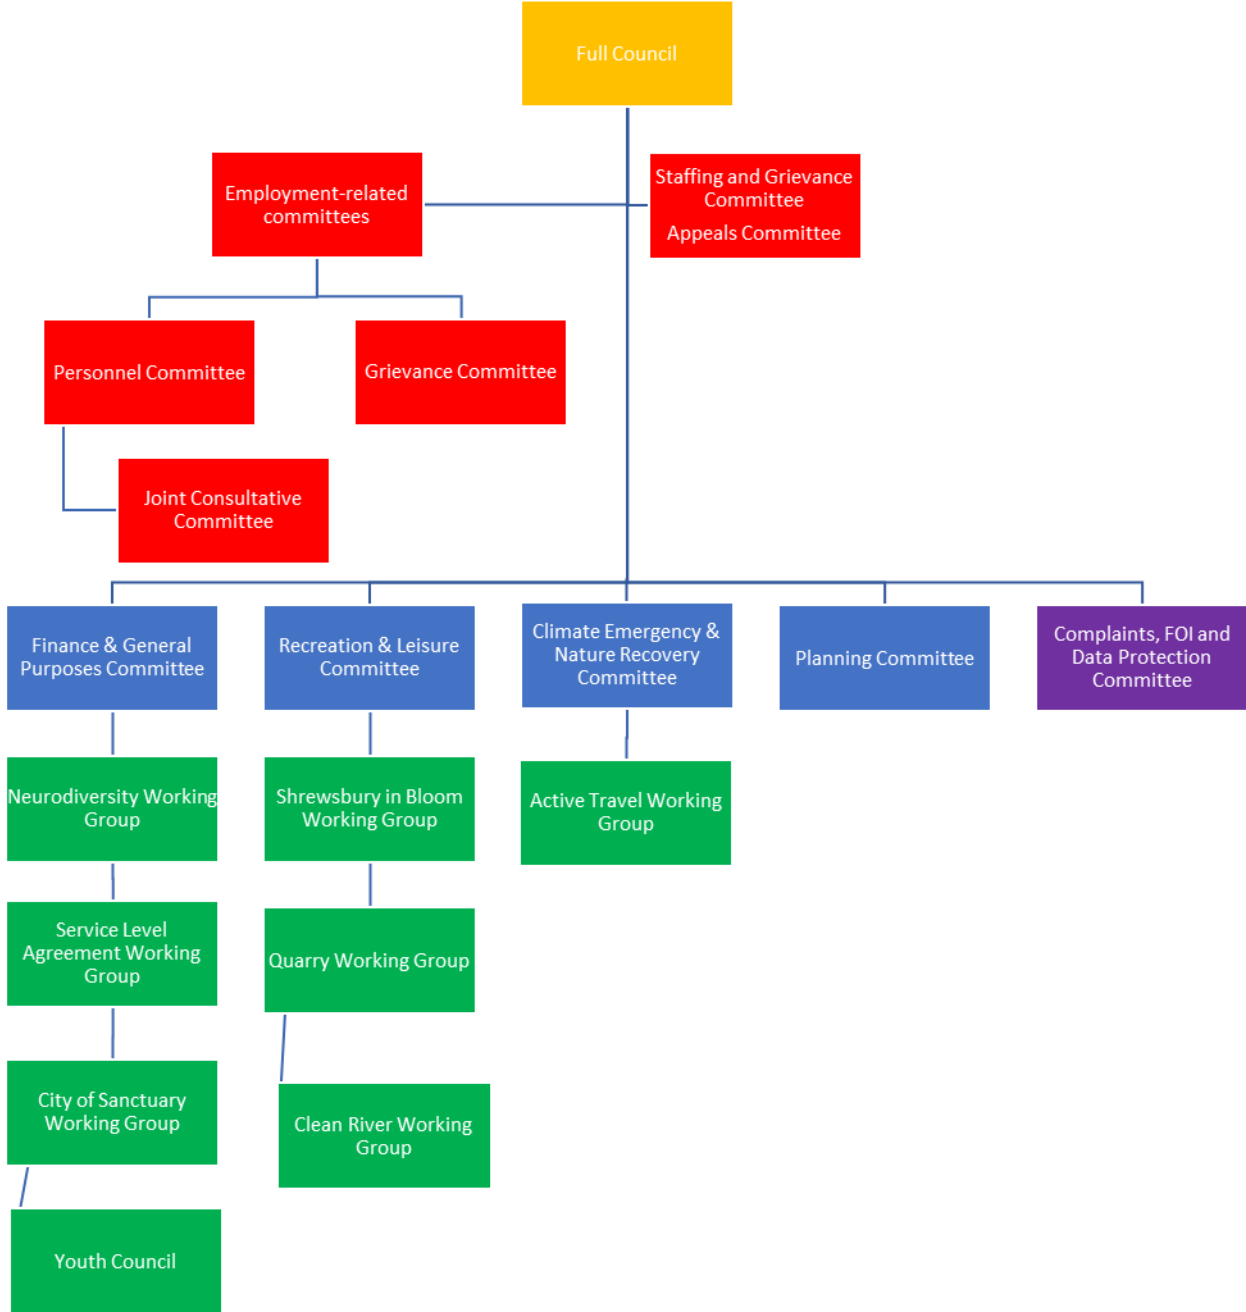 Full Council
Employment-related
committees
Staffing and Grievance
Committee
Appeals Committee
Personnel Committee
Grievance Committee
Joint Consultative
Committee
Finance & General
Purposes Committee
Recreation & Leisure
Committee
Climate Emergency &
Nature Recovery
Committee
Planning Committee
Complaints, FOI and
Data Protection
Committee
Neurodiversity Working
Group
Shrewsbury in Bloom
Working Group
Active Travel Working
Group
Service Level
Agreement Working
Group
Quarry Working Group
City of Sanctuary
Working Group
Clean River Working
Group
Youth Council